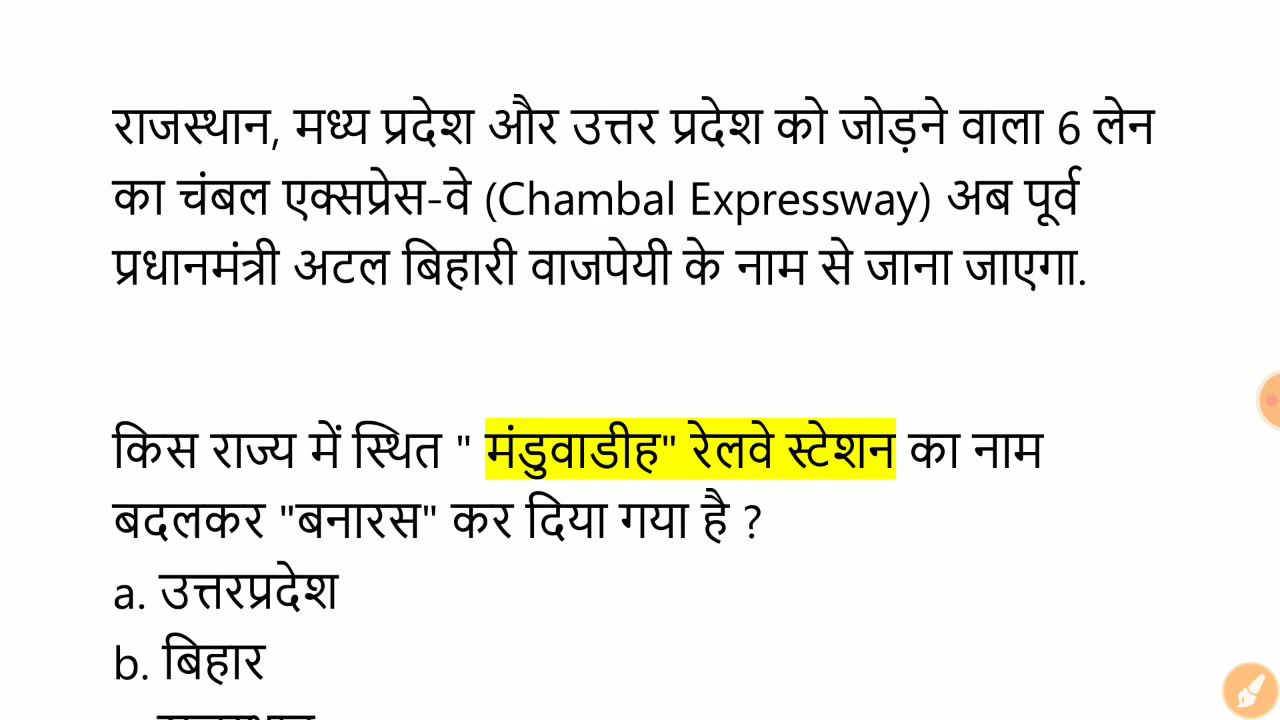 राजस्थान, मध्य प्रदेश और उत्तर प्रदेश को जोड़ने वाला 6 लेन
का चंबल एक्सप्रेस-वे (Chambal Expressway) अब पूर्व
प्रधानमंत्री अटल बिहारी वाजपेयी के नाम से जाना जाएगा.
किस राज्य में स्थित " मंडुवाडीह" रेलवे स्टेशन का नाम
बदलकर "बनारस" कर दिया गया है ?
a. उत्तरप्रदेश
b. बिहार